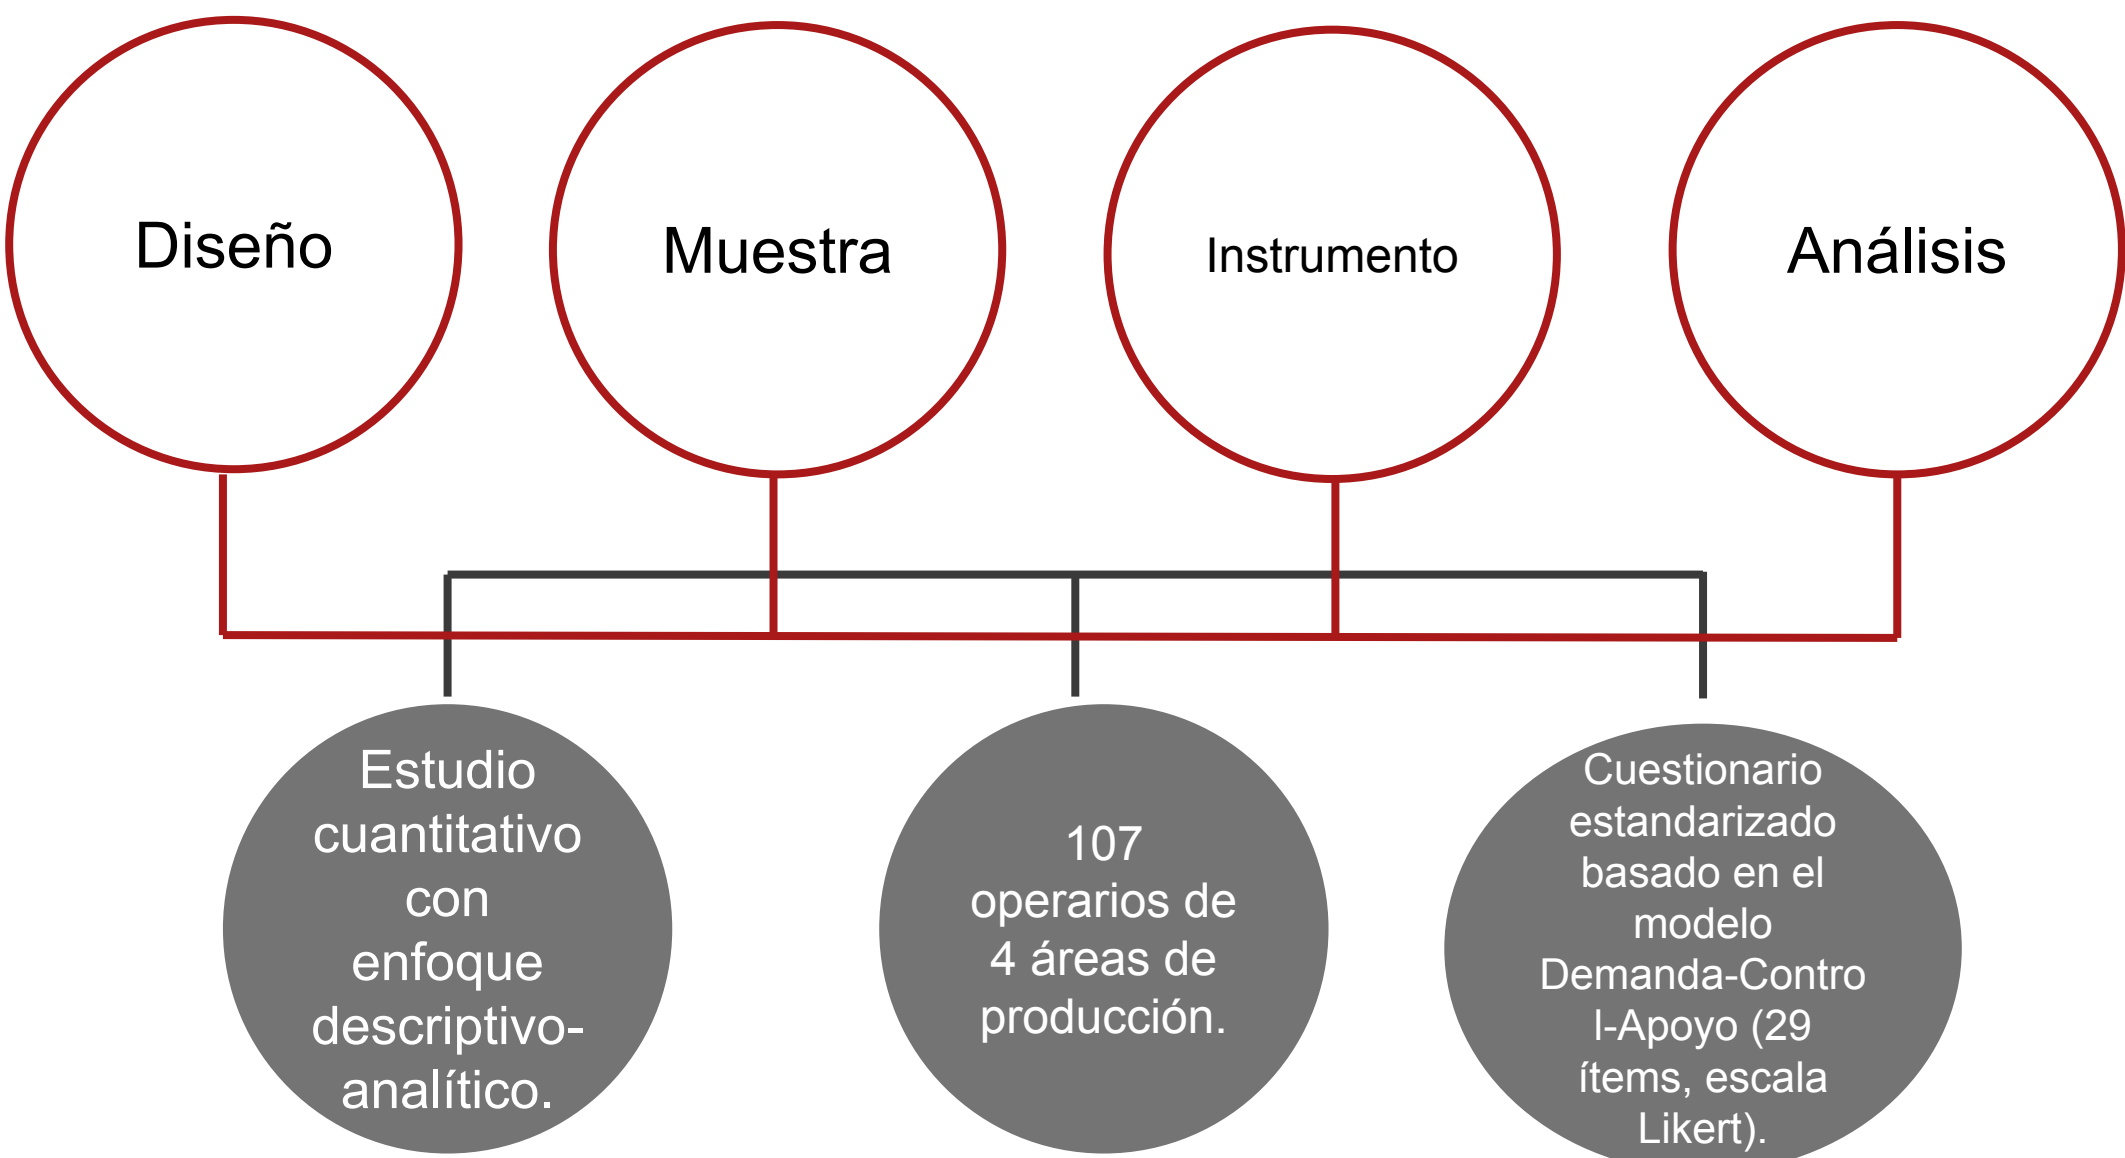 Diseño
Muestra
Instrumento
Análisis
Estudio
cuantitativo
con
enfoque
descriptivo-
analítico.
107
operarios de
4 áreas de
producción.
Cuestionario
estandarizado
basado en el
modelo
Demanda-Contro
l-Apoyo (29
ítems, escala
Likert).